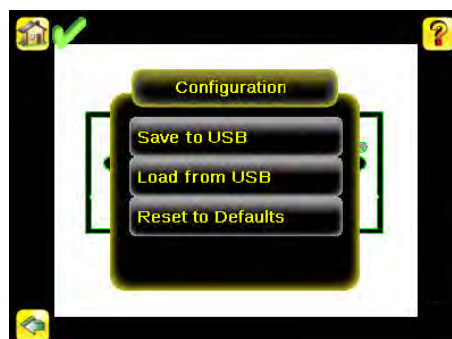 Configuration
Save to USB
Load from USB
Reset to Defaults